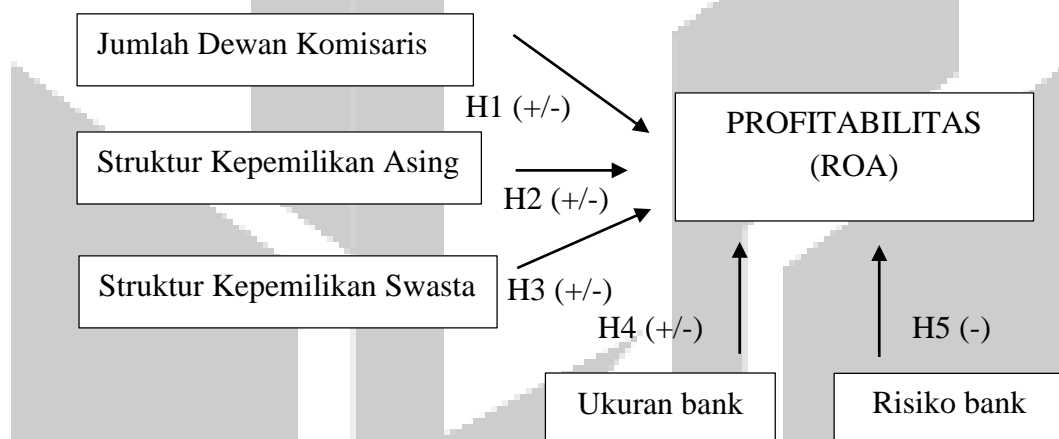 Jumlah Dewan Komisaris
H1 (+/-)
PROFITABILITAS
(ROA)
Struktur Kepemilikan Asing
H2 (+/-)
Struktur Kepemilikan Swasta
H3 (+/-)
H4 (+/-)
H5 (-)
Ukuran bank
Risiko bank